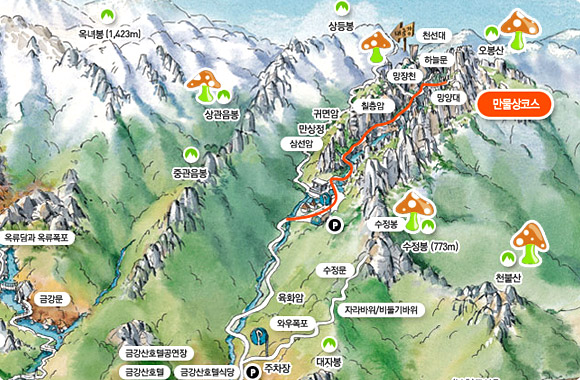 상등봉
천선대
옥녀봉 (1,423m)
오봉산
하늘문
망장천
만물상코스
칠층암
망양대
상관음봉
귀면암
만상정
삼선암
중관음봉
P
수정봉
옥류담과 옥류폭포
수정봉 (773m)
수정문
천불산
금강문
육화암
자라바위/비둘기바위
와우폭포
금강산호텔공연장
대자봉
주차장
금강산호텔
금강산호텔식당
P